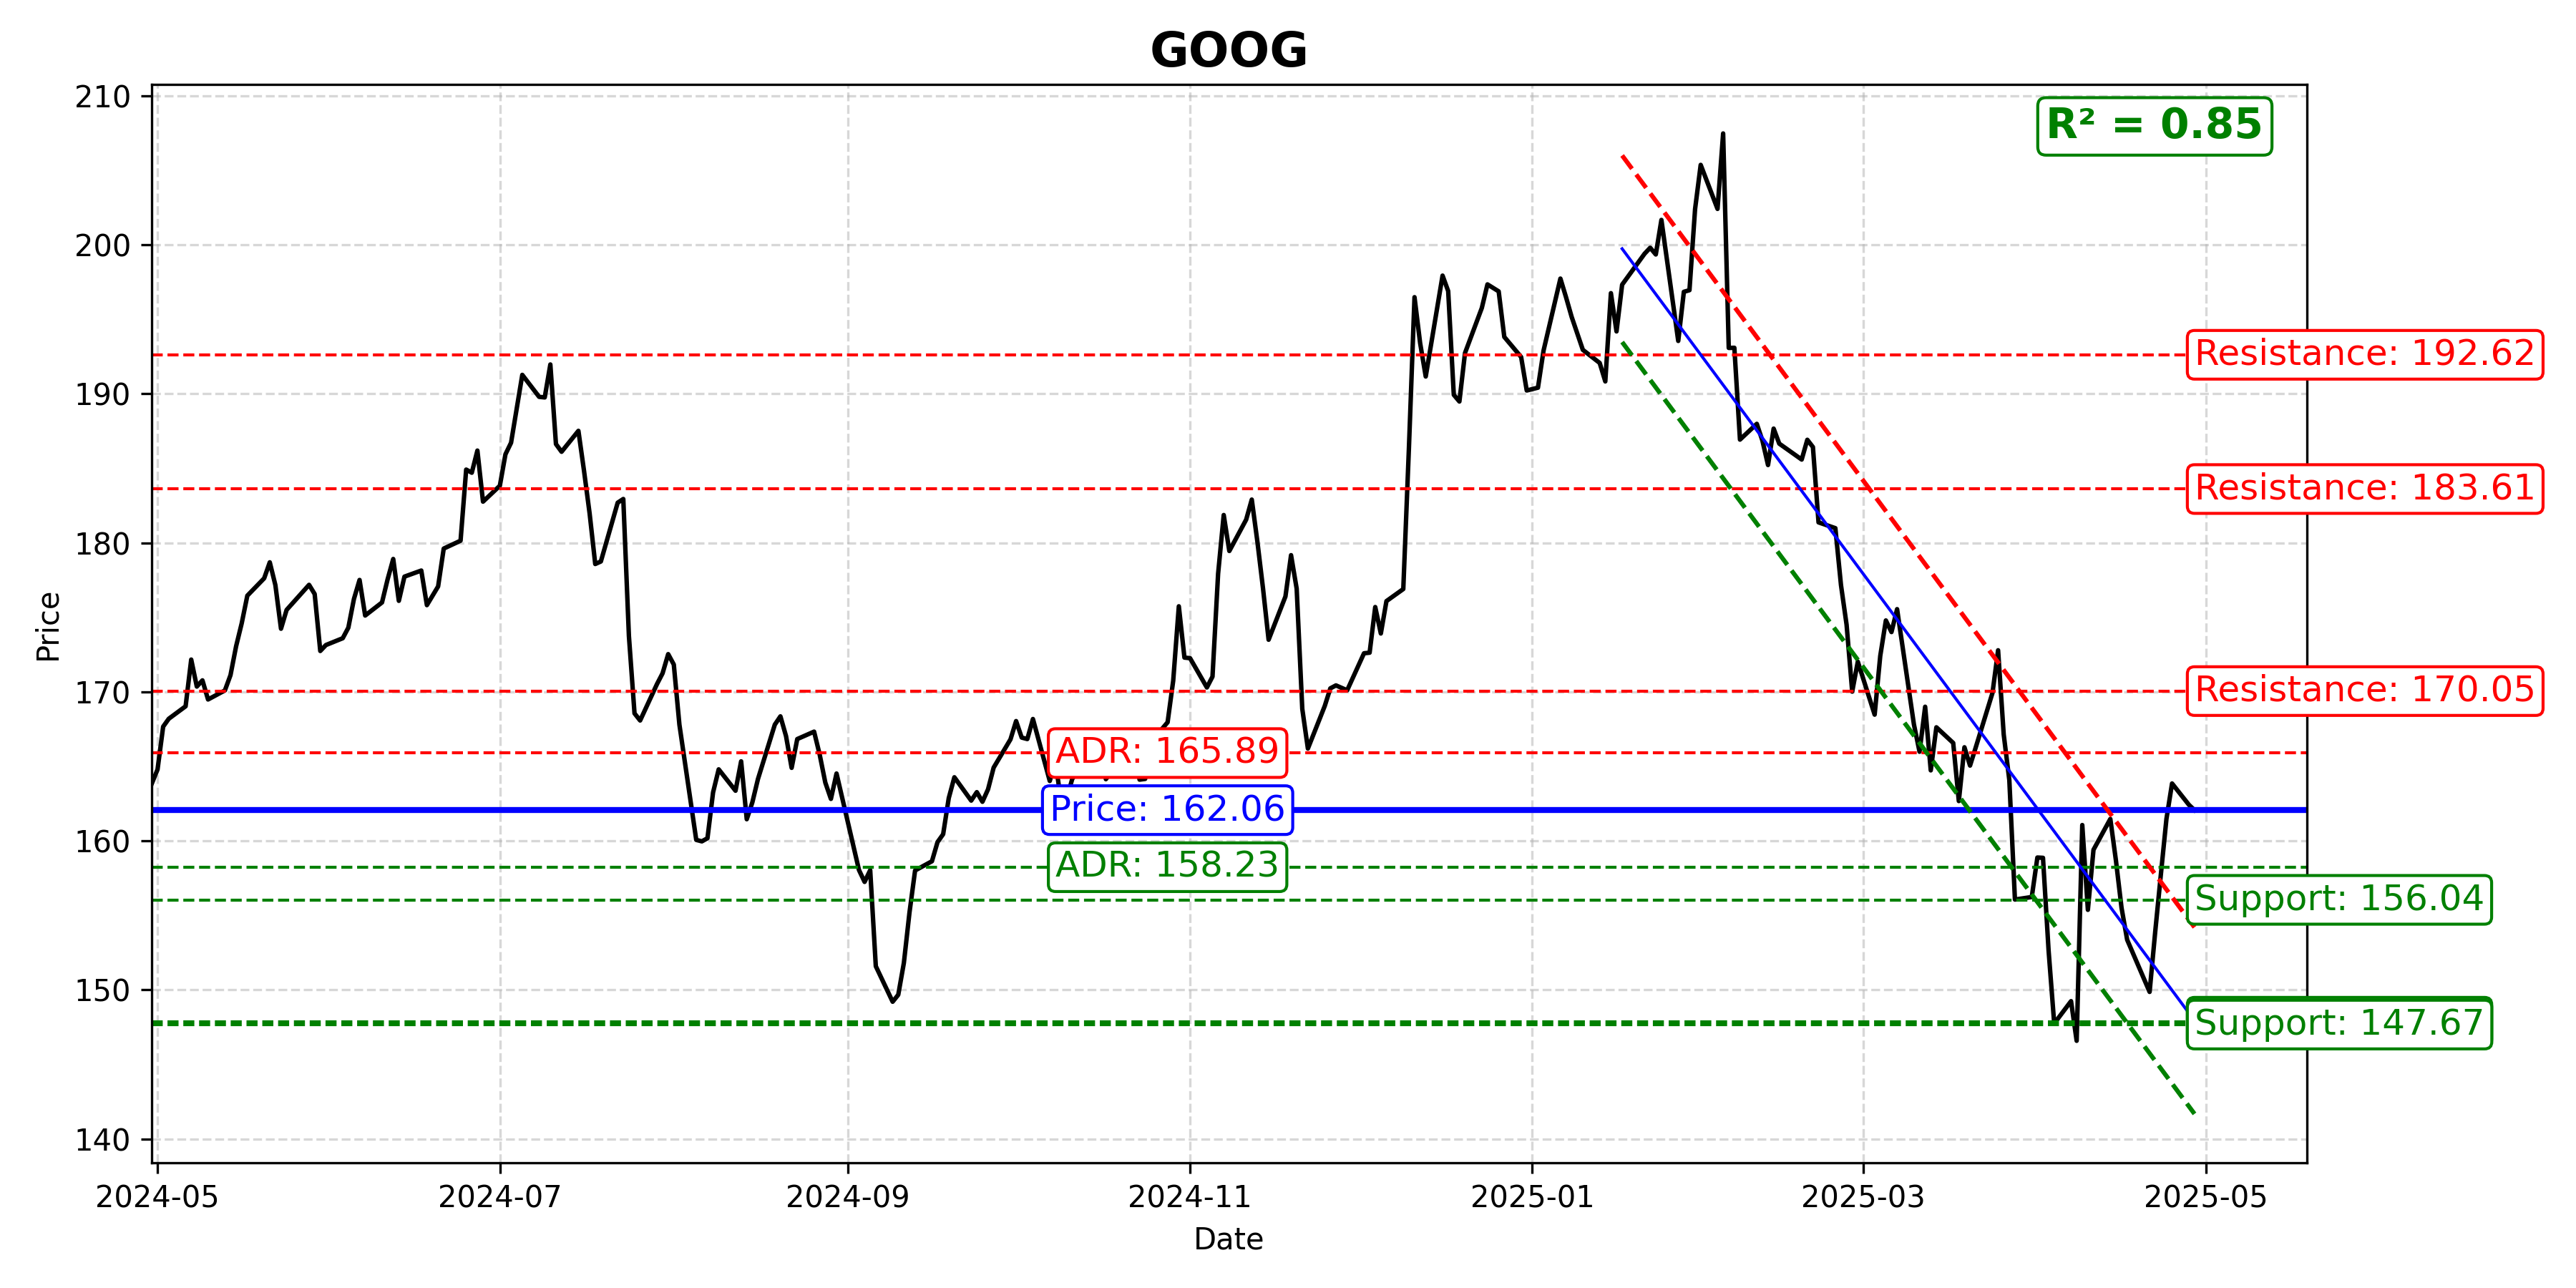 GOOG
R² = 0.85
210
200
190
180
170
160
150
140
Price
Resistance: 192.62
Resistance: 183.61
Resistance: 170.05
ADR: 165.89
Price: 162.06
ADR: 158.23
Support: 156.04
Support: 147.67
2024-05
2024-07
2024-09
2024-11
2025-01
2025-03
2025-05
Date